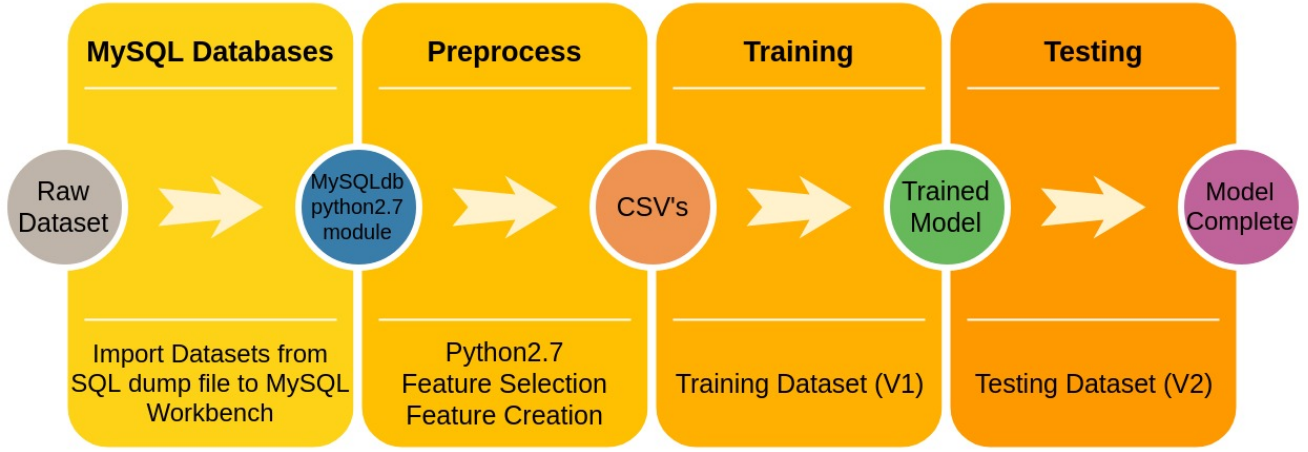 MySQL Databases
Preprocess
Training
Testing
Raw
Dataset
MySQLdb
python2.7
module
CSV's
Trained
Model
Model
Complete
Import Datasets from
SQL dump file to MySQL
Workbench
Python2.7
Feature Selection
Feature Creation
Training Dataset (V1)
Testing Dataset (V2)